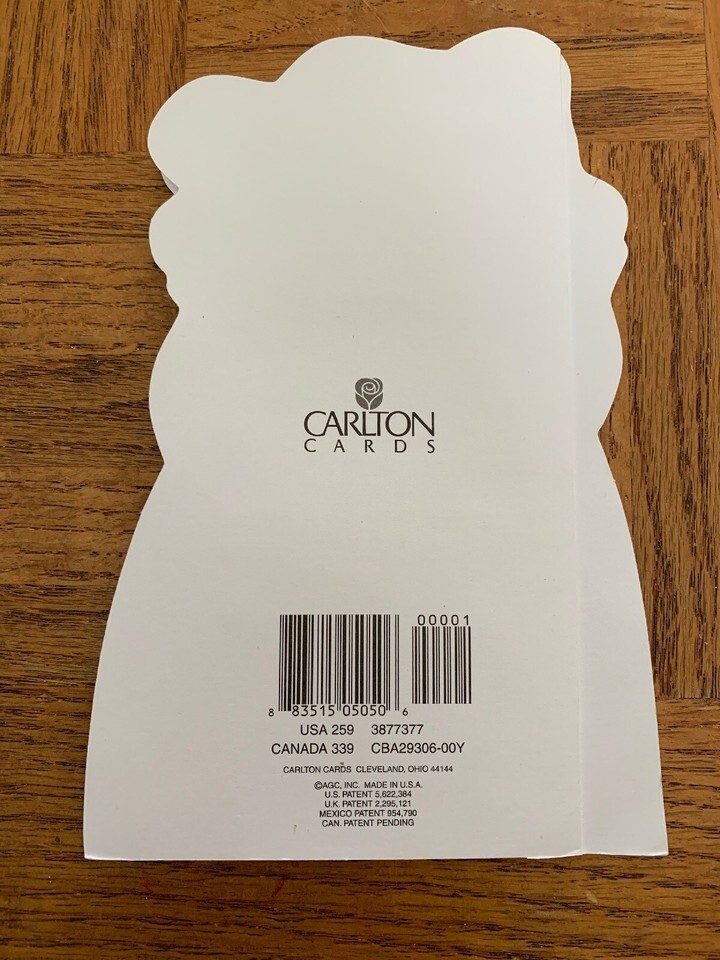 CARLTON
CARDS
00001
8 83515 05050 6
USA 259 3877377
CANADA 339 CBA29306-00Y
CARLTON CARDS CLEVELAND, OHIO 44144
©AGC, INC. MADE IN U.S.A.
U.S. PATENT 5,622,384
U.K. PATENT 2,295,121
MEXICO PATENT 954,790
CAN. PATENT PENDING